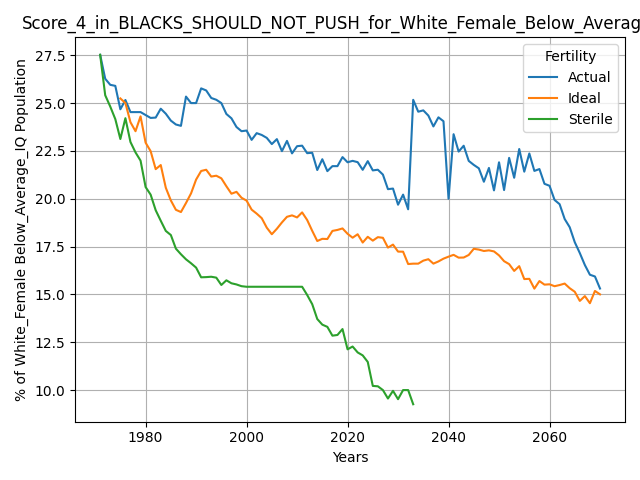 Score_4_in_BLACKS_SHOULD_NOT_PUSH_for_White_Female_Below_Averag
% of White_Female Below_Average_IQ Population
27.5
25.0
22.5
20.0
17.5
15.0
12.5
10.0
Fertility
Actual
Ideal
Sterile
1980
2000
2020
2040
2060
Years